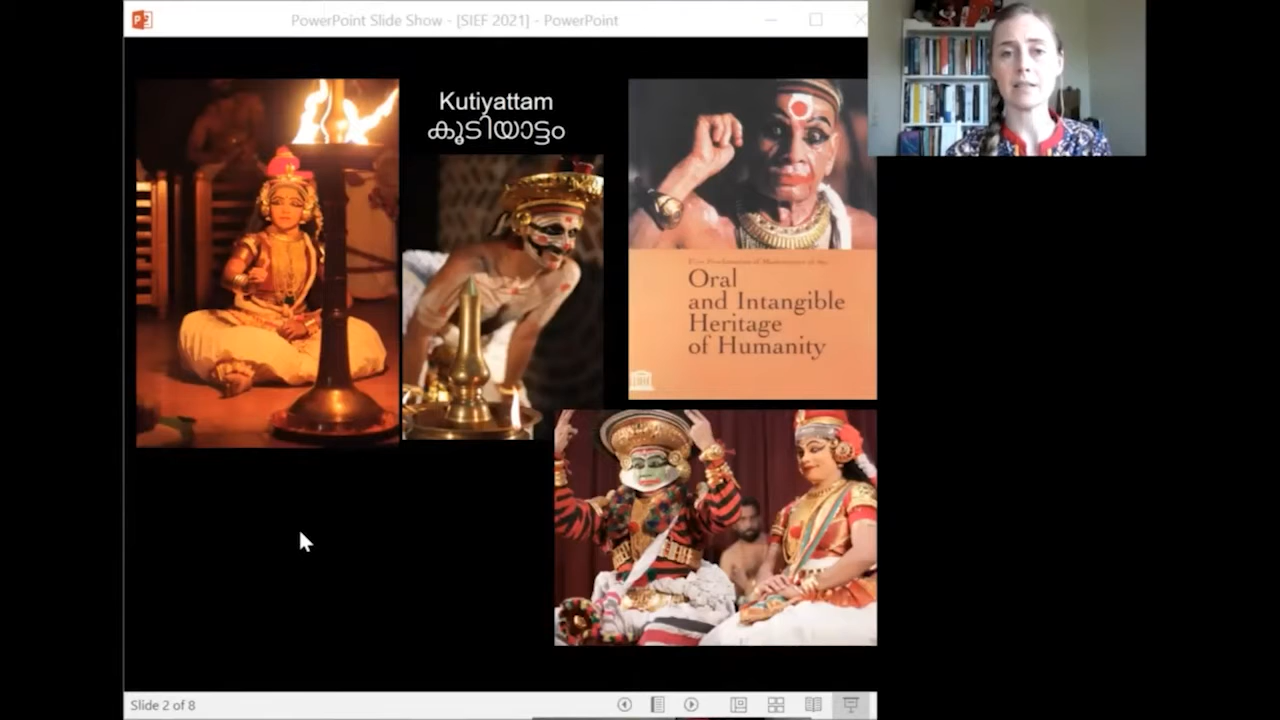 PowerPoint Slide Show - [SIEF 2021] - PowerPoint
Kutiyattam
കൂടിയാട്ടം
Oral
and Intangible
Heritage
of Humanity
Slide 2 of 8